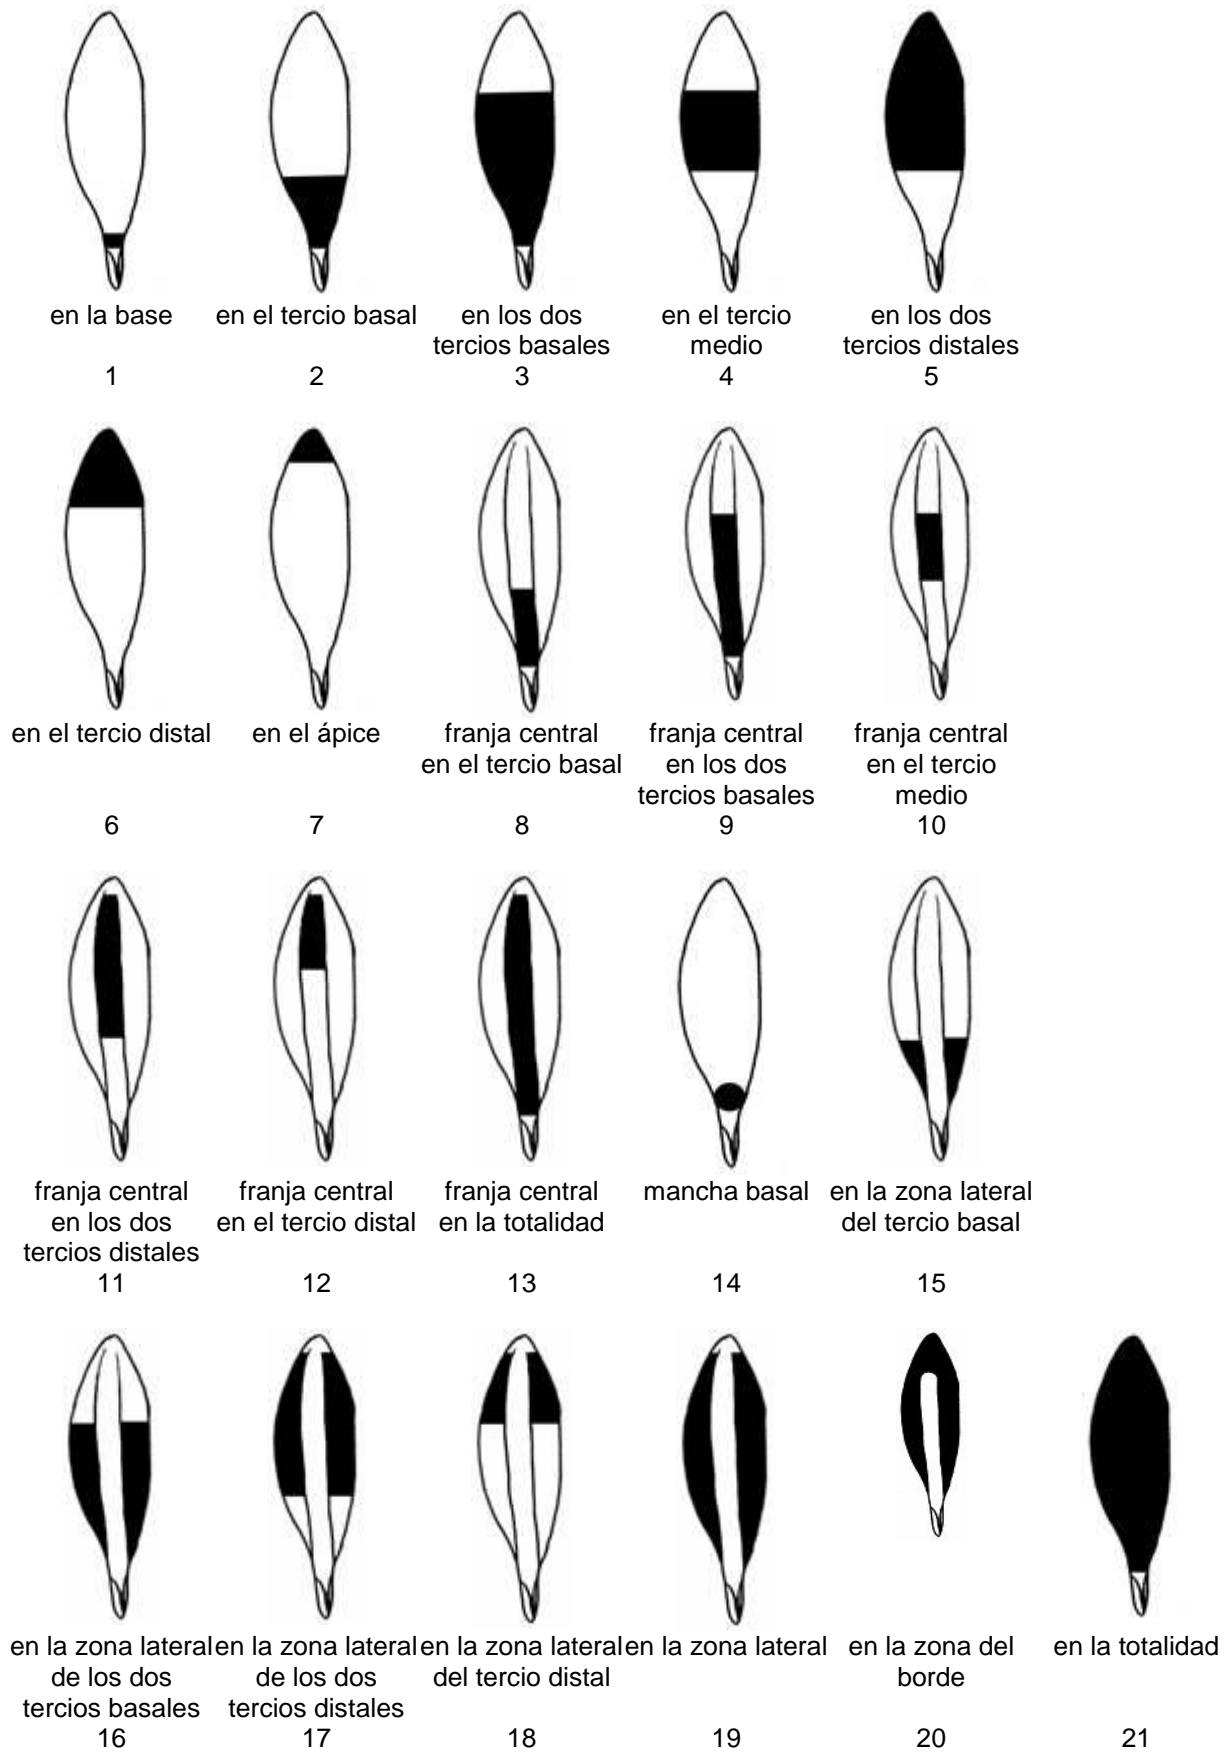 en la base
en el tercio basal
en los dos
tercios basales
en el tercio
medio
en los dos
tercios distales
1
2
3
4
5
en el tercio distal
en el ápice
franja central
en el tercio basal
franja central
en los dos
tercios basales
franja central
en el tercio
medio
6
7
8
9
10
franja central
en los dos
tercios distales
franja central
en el tercio distal
franja central
en la totalidad
mancha basal
en la zona lateral
del tercio basal
11
12
13
14
15
en la zona lateral
de los dos
tercios basales
en la zona lateral
de los dos
tercios distales
en la zona lateral
del tercio distal
en la zona lateral
en la zona del
borde
en la totalidad
16
17
18
19
20
21